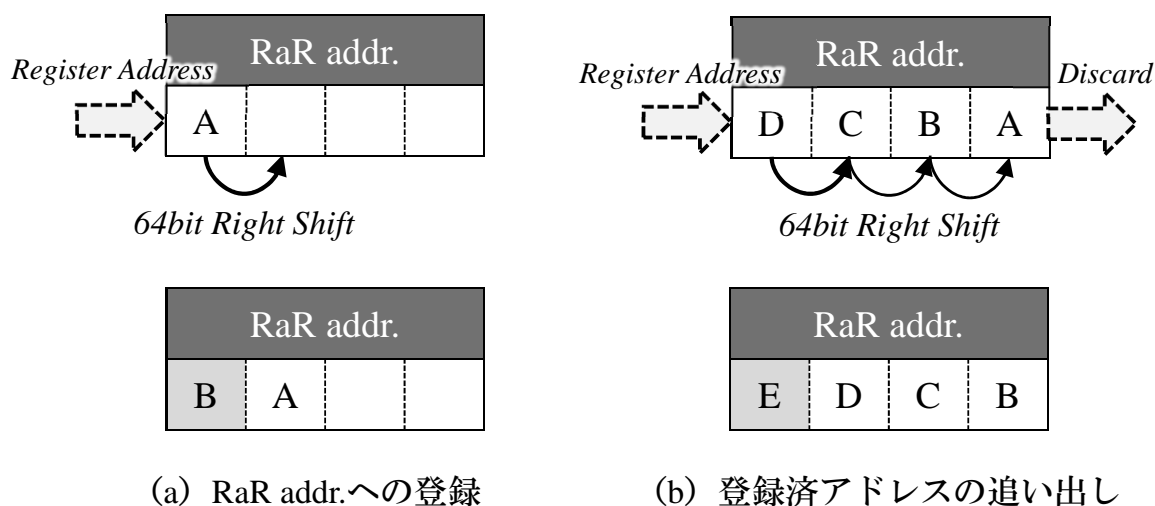 RaR addr.
Register Address
A
64bit Right Shift
RaR addr.
B A
(a) RaR addr.への登録
RaR addr.
Register Address
Discard
D C B A
64bit Right Shift
RaR addr.
E D C B
(b) 登録済アドレスの追い出し